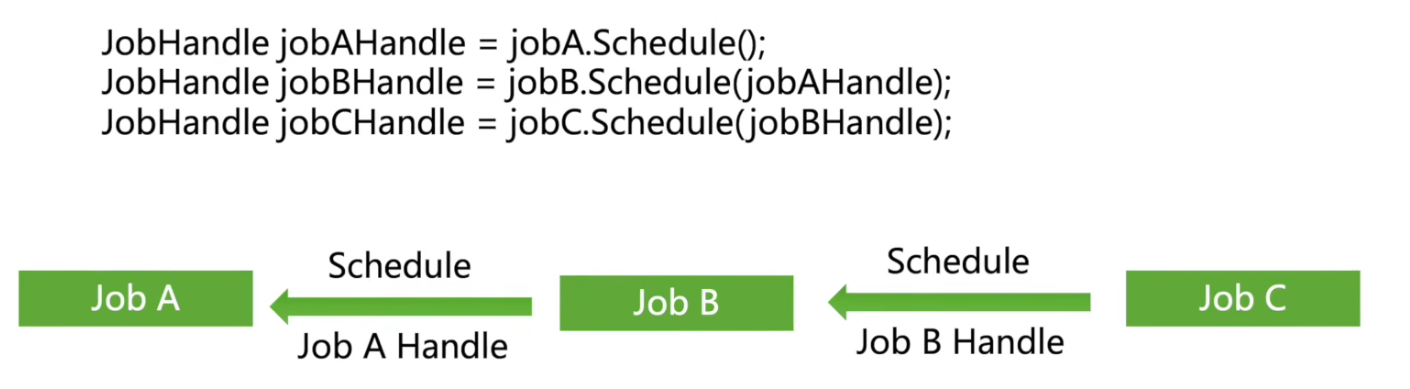 JobHandle jobAHandle = jobA.Schedule();
JobHandle jobBHandle = jobB.Schedule(jobAHandle);
JobHandle jobCHandle = jobC.Schedule(jobBHandle);
Job A
Schedule
Job A Handle
Job B
Schedule
Job B Handle
Job C